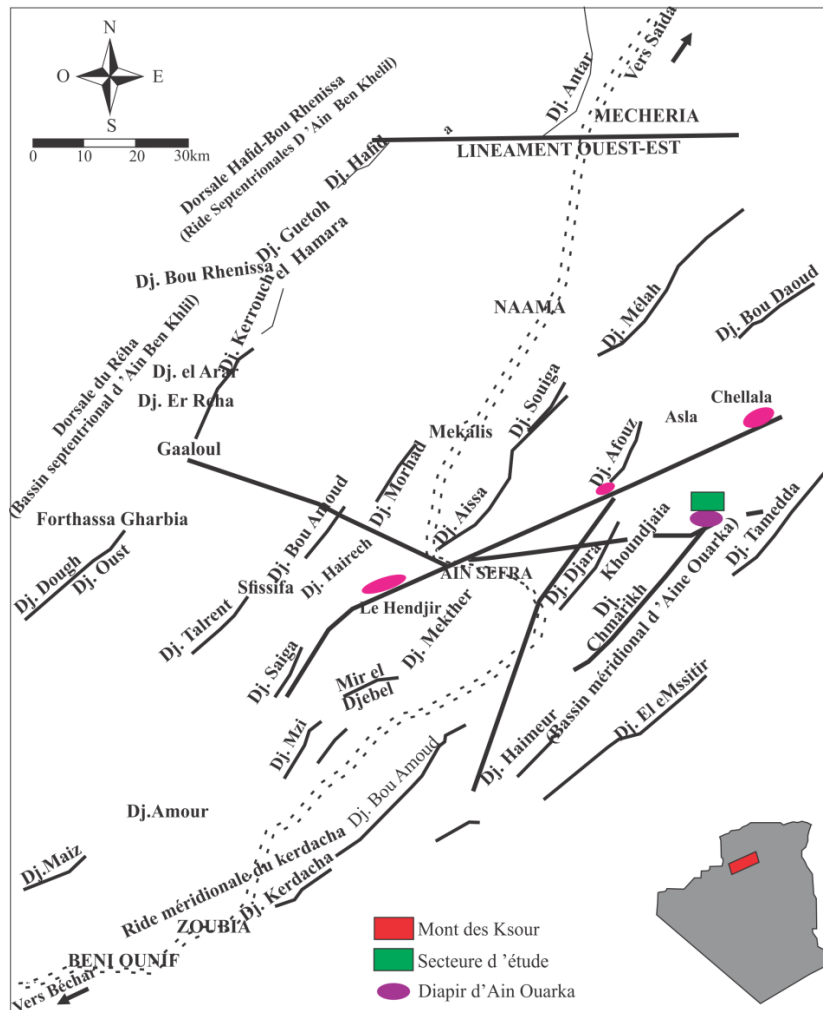 N
O
E
S
0
10
20
30km
Vers Saïda
Dj. Antar
MECHERIA
a
LINEAMENT OUEST-EST
Dorsale Hafid-Bou Rhenissa
(Ride Septentrionales D 'Ain Ben Khelil)
Dj. Hafid
Dj. Guetoh
Dj. Bou Rhenissa
Dj. Kerrouch el Hamara
NAAMA
Dj. Mélah
Dj. Bou Daoud
Dorsale du Réha
(Bassin septentrional d 'Ain Ben Khlil)
Dj. el Arar
Dj. Er Reha
Gaaloul
Dj. Souiga
Mekalis
Chellala
Asla
Dj. Afouz
Dj. Morhad
Dj. Aissa
Forthassa Gharbia
Dj. Bou Amoud
Dj. Dough
Dj. Oust
Dj. Hairech
Sfissifa
Dj. Talrent
AIN SEFRA
Le Hendjir
Dj. Djara
Dj. Khoundjaia
Dj. Tamedda
Dj. Chmarikh
(Bassin méridional d 'Aine Ouarka)
Dj. Mekther
Dj. Saiga
Mir el
Djebel
Dj. Mzi
Dj. Haimeur
Dj. El eMssitir
Dj. Bou Amoud
Dj.Amour
Dj.Maiz
Ride méridionale du kerdacha
Dj. Kerdacha
ZOUBIA
BENI OUNÍF
Vers Béchar
Mont des Ksour
Secteure d 'étude
Diapir d'Ain Ouarka